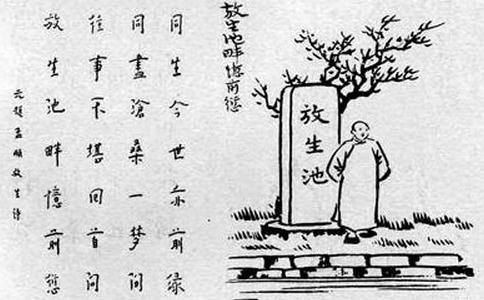 放生池畔憶前愆
放生池
同生今世亦前緣
同盡滄桑一夢間
往事不堪回首問
放生池畔憶前愆
元趙孟頫放生詩